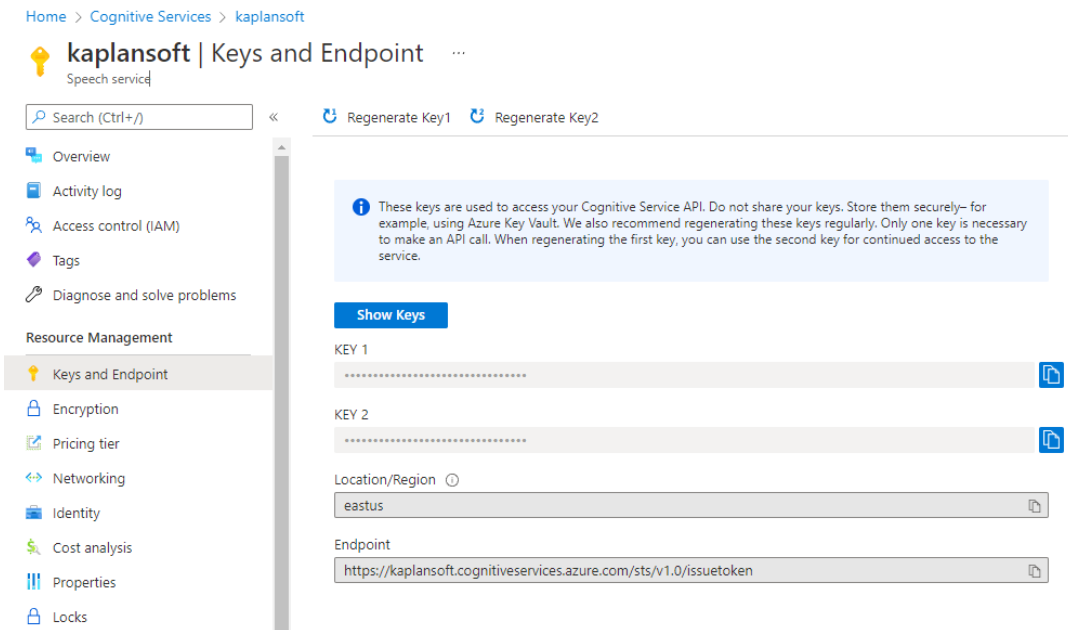 Home > Cognitive Services > kaplansoft
kaplansoft | Keys and Endpoint ...
Speech service
Search (Ctrl+/)
«
Regenerate Key1
Regenerate Key2
Overview
Activity log
Access control (IAM)
Tags
Diagnose and solve problems
Resource Management
Keys and Endpoint
Encryption
Pricing tier
Networking
Identity
Cost analysis
Properties
Locks
These keys are used to access your Cognitive Service API. Do not share your keys. Store them securely– for
example, using Azure Key Vault. We also recommend regenerating these keys regularly. Only one key is necessary
to make an API call. When regenerating the first key, you can use the second key for continued access to the
service.
Show Keys
KEY 1
••••••••••••••••••••••••••••••••
KEY 2
••••••••••••••••••••••••••••••••
Location/Region
eastus
Endpoint
https://kaplansoft.cognitiveservices.azure.com/sts/v1.0/issuetoken